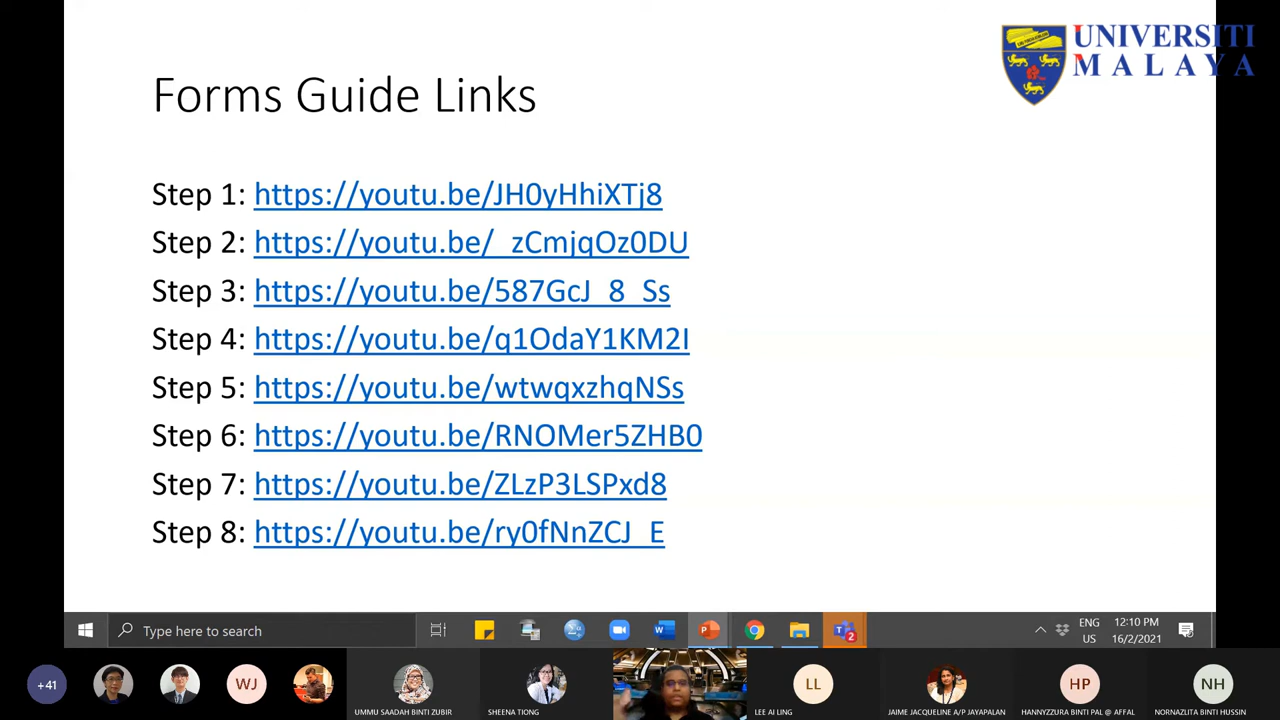 UNIVERSITI
MALAYA
Forms Guide Links
Step 1: https://youtu.be/JH0yHhiXTj8
Step 2: https://youtu.be/_zCmjqOz0DU
Step 3: https://youtu.be/587GcJ_8_Ss
Step 4: https://youtu.be/q1OdaY1KM2I
Step 5: https://youtu.be/wtwqxzhqNSs
Step 6: https://youtu.be/RNOMer5ZHB0
Step 7: https://youtu.be/ZLzP3LSPxd8
Step 8: https://youtu.be/ry0fNnZCJ_E
Type here to search
2
ENG
US
12:10 PM
16/2/2021
+41
WJ
LL
HP
NH
UMMU SAADAH BINTI ZUBIR
SHEENA TIONG
LEE AI LING
JAIME JACQUELINE A/P JAYAPALAN
HANNYZZURA BINTI PAL @ AFFAL
NORNAZLITA BINTI HUSSIN